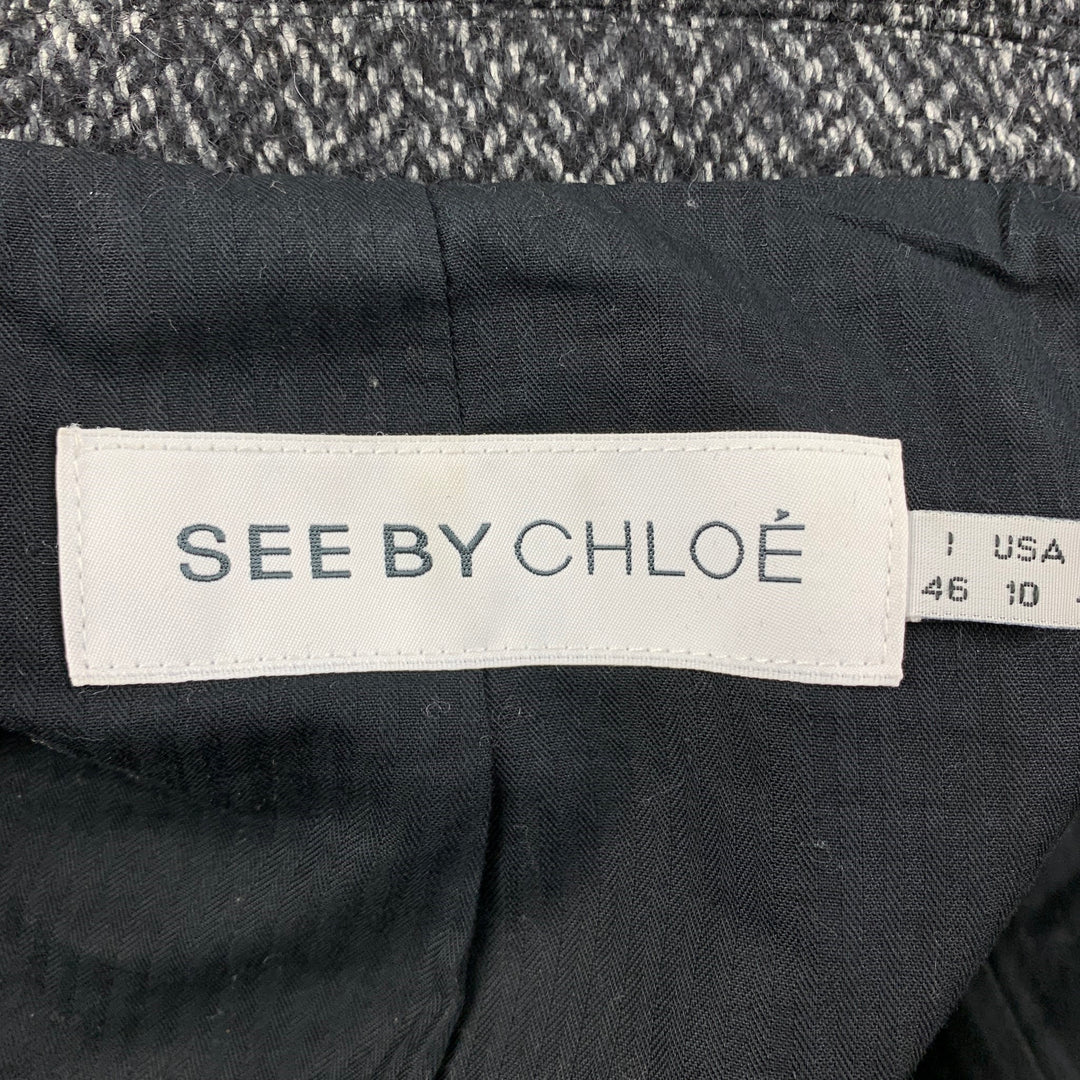 SEE BY CHLOÉ
I USA
46 10